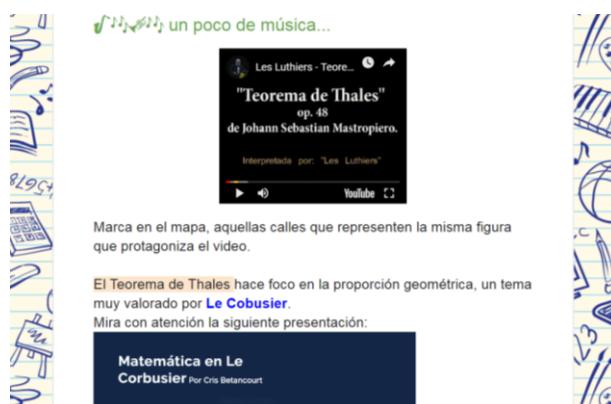 un poco de música...
Les Luthiers - Teore...
"Teorema de Thales"
op. 48
de Johann Sebastian Mastropiero.
Interpretada por: "Les Luthiers"
YouTube
Marca en el mapa, aquellas calles que representen la misma figura
que protagoniza el video.
El Teorema de Thales hace foco en la proporción geométrica, un tema
muy valorado por Le Cobusier.
Mira con atención la siguiente presentación:
Matemática en Le
Corbusier Por Cris Betancourt